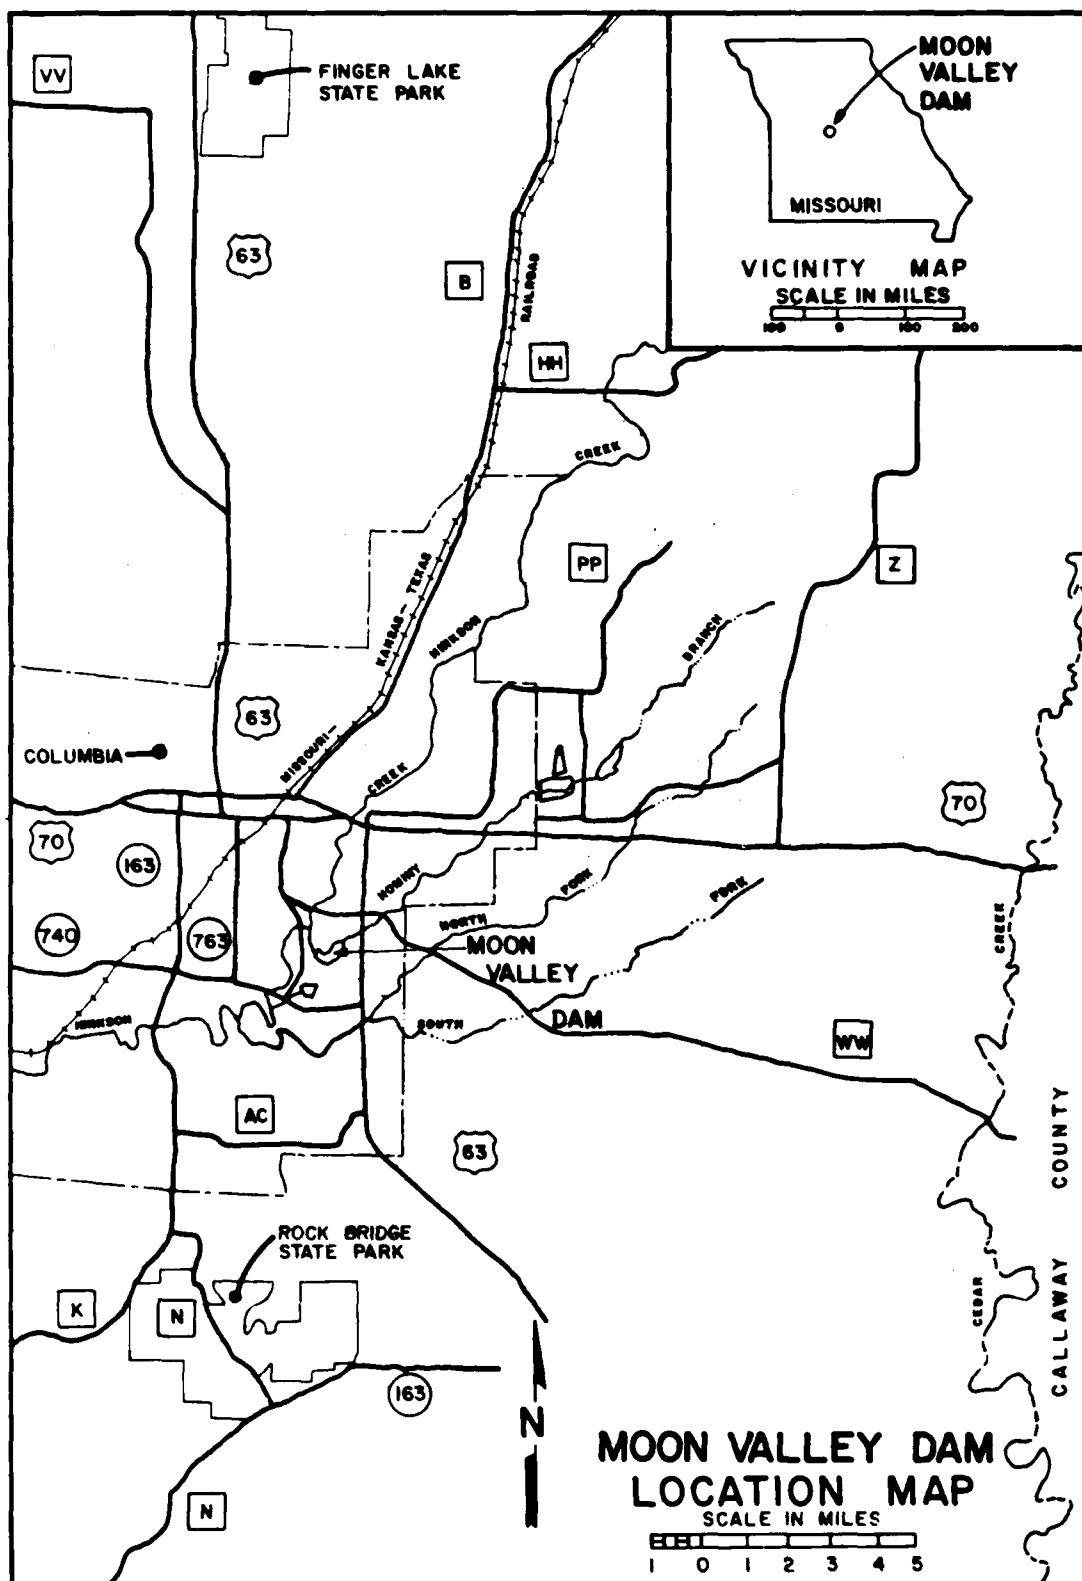 VV
FINGER LAKE
STATE PARK
MOON
VALLEY
DAM
MISSOURI
VICINITY MAP
SCALE IN MILES
100 0 100 200
63
B
RAILROAD
HH
CREEK
KANSAS - TEXAS
PP
Z
HINKSON
BRANCH
63
COLUMBIA
MISSOURI -
CREEK
70
70
163
HOMINY
FORK
FORK
740
763
NORTH
MOON
VALLEY
DAM
CREEK
HINKSON
SOUTH
WW
AC
63
COUNTY
CALLAWAY
ROCK BRIDGE
STATE PARK
CEDAR
K
N
163
N
N
MOON VALLEY DAM
LOCATION MAP
SCALE IN MILES
1 0 1 2 3 4 5